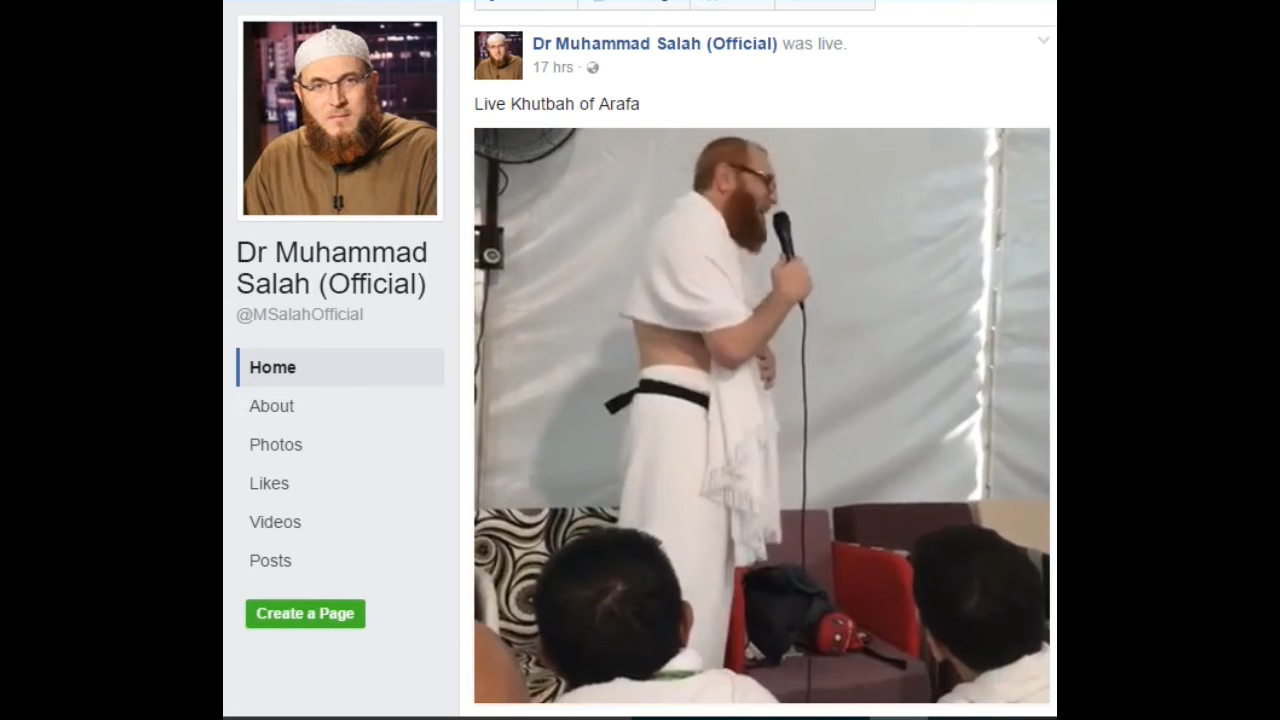 Dr Muhammad
Salah (Official)
@MSalahOfficial
Home
About
Photos
Likes
Videos
Posts
Create a Page
Dr Muhammad Salah (Official) was live.
17 hrs ·
Live Khutbah of Arafa